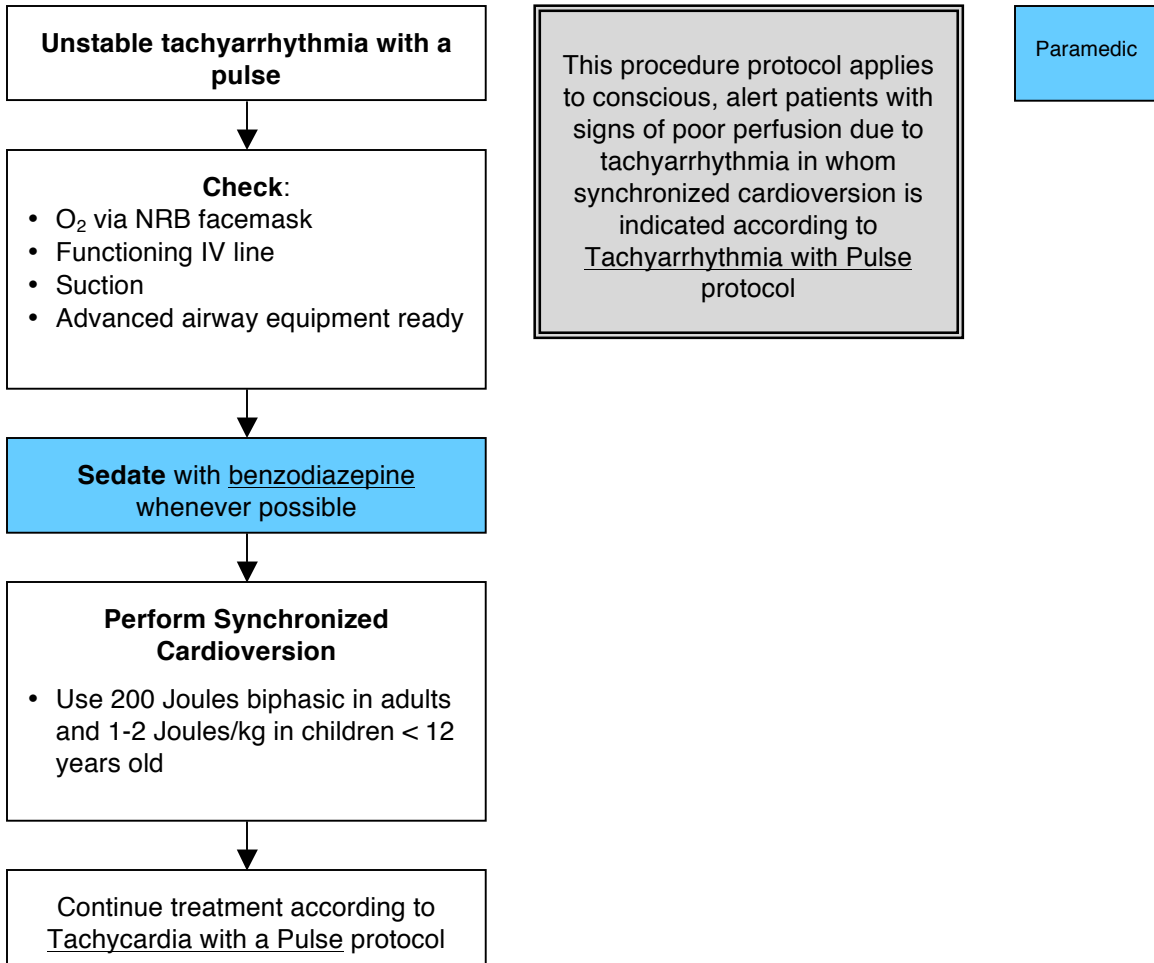 Unstable tachyarrhythmia with a
pulse
Check:
• O₂ via NRB facemask
• Functioning IV line
• Suction
• Advanced airway equipment ready
Sedate with benzodiazepine
whenever possible
Perform Synchronized
Cardioversion
• Use 200 Joules biphasic in adults
and 1-2 Joules/kg in children < 12
years old
Continue treatment according to
Tachycardia with a Pulse protocol
This procedure protocol applies
to conscious, alert patients with
signs of poor perfusion due to
tachyarrhythmia in whom
synchronized cardioversion is
indicated according to
Tachyarrhythmia with Pulse
protocol
Paramedic